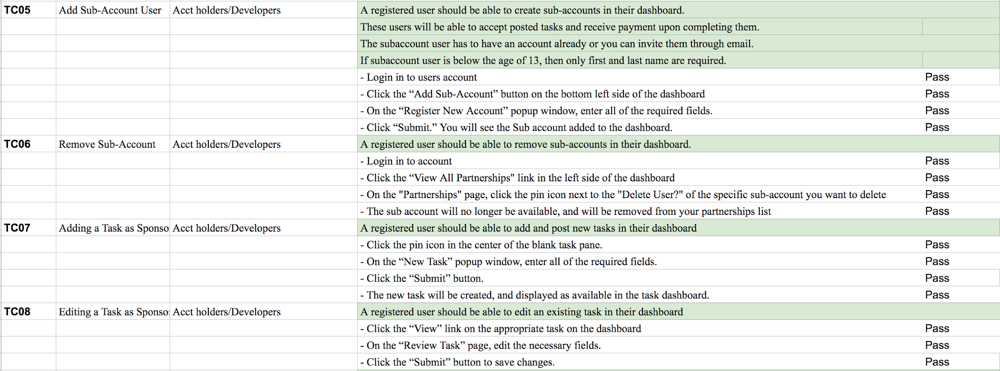 TC05 Add Sub-Account User Acct holders/Developers A registered user should be able to create sub-accounts in their dashboard.
These users will be able to accept posted tasks and receive payment upon completing them.
The subaccount user has to have an account already or you can invite them through email.
If subaccount user is below the age of 13, then only first and last name are required.
- Login in to users account Pass
- Click the “Add Sub-Account” button on the bottom left side of the dashboard Pass
- On the “Register New Account” popup window, enter all of the required fields. Pass
- Click “Submit.” You will see the Sub account added to the dashboard. Pass
TC06 Remove Sub-Account Acct holders/Developers A registered user should be able to remove sub-accounts in their dashboard.
- Login in to account Pass
- Click the “View All Partnerships" link in the left side of the dashboard Pass
- On the "Partnerships" page, click the pin icon next to the "Delete User?" of the specific sub-account you want to delete Pass
- The sub account will no longer be available, and will be removed from your partnerships list Pass
TC07 Adding a Task as Sponso Acct holders/Developers A registered user should be able to add and post new tasks in their dashboard
- Click the pin icon in the center of the blank task pane. Pass
- On the “New Task” popup window, enter all of the required fields. Pass
- Click the “Submit” button. Pass
- The new task will be created, and displayed as available in the task dashboard. Pass
TC08 Editing a Task as Sponso Acct holders/Developers A registered user should be able to edit an existing task in their dashboard
- Click the “View” link on the appropriate task on the dashboard Pass
- On the “Review Task” page, edit the necessary fields. Pass
- Click the “Submit” button to save changes. Pass